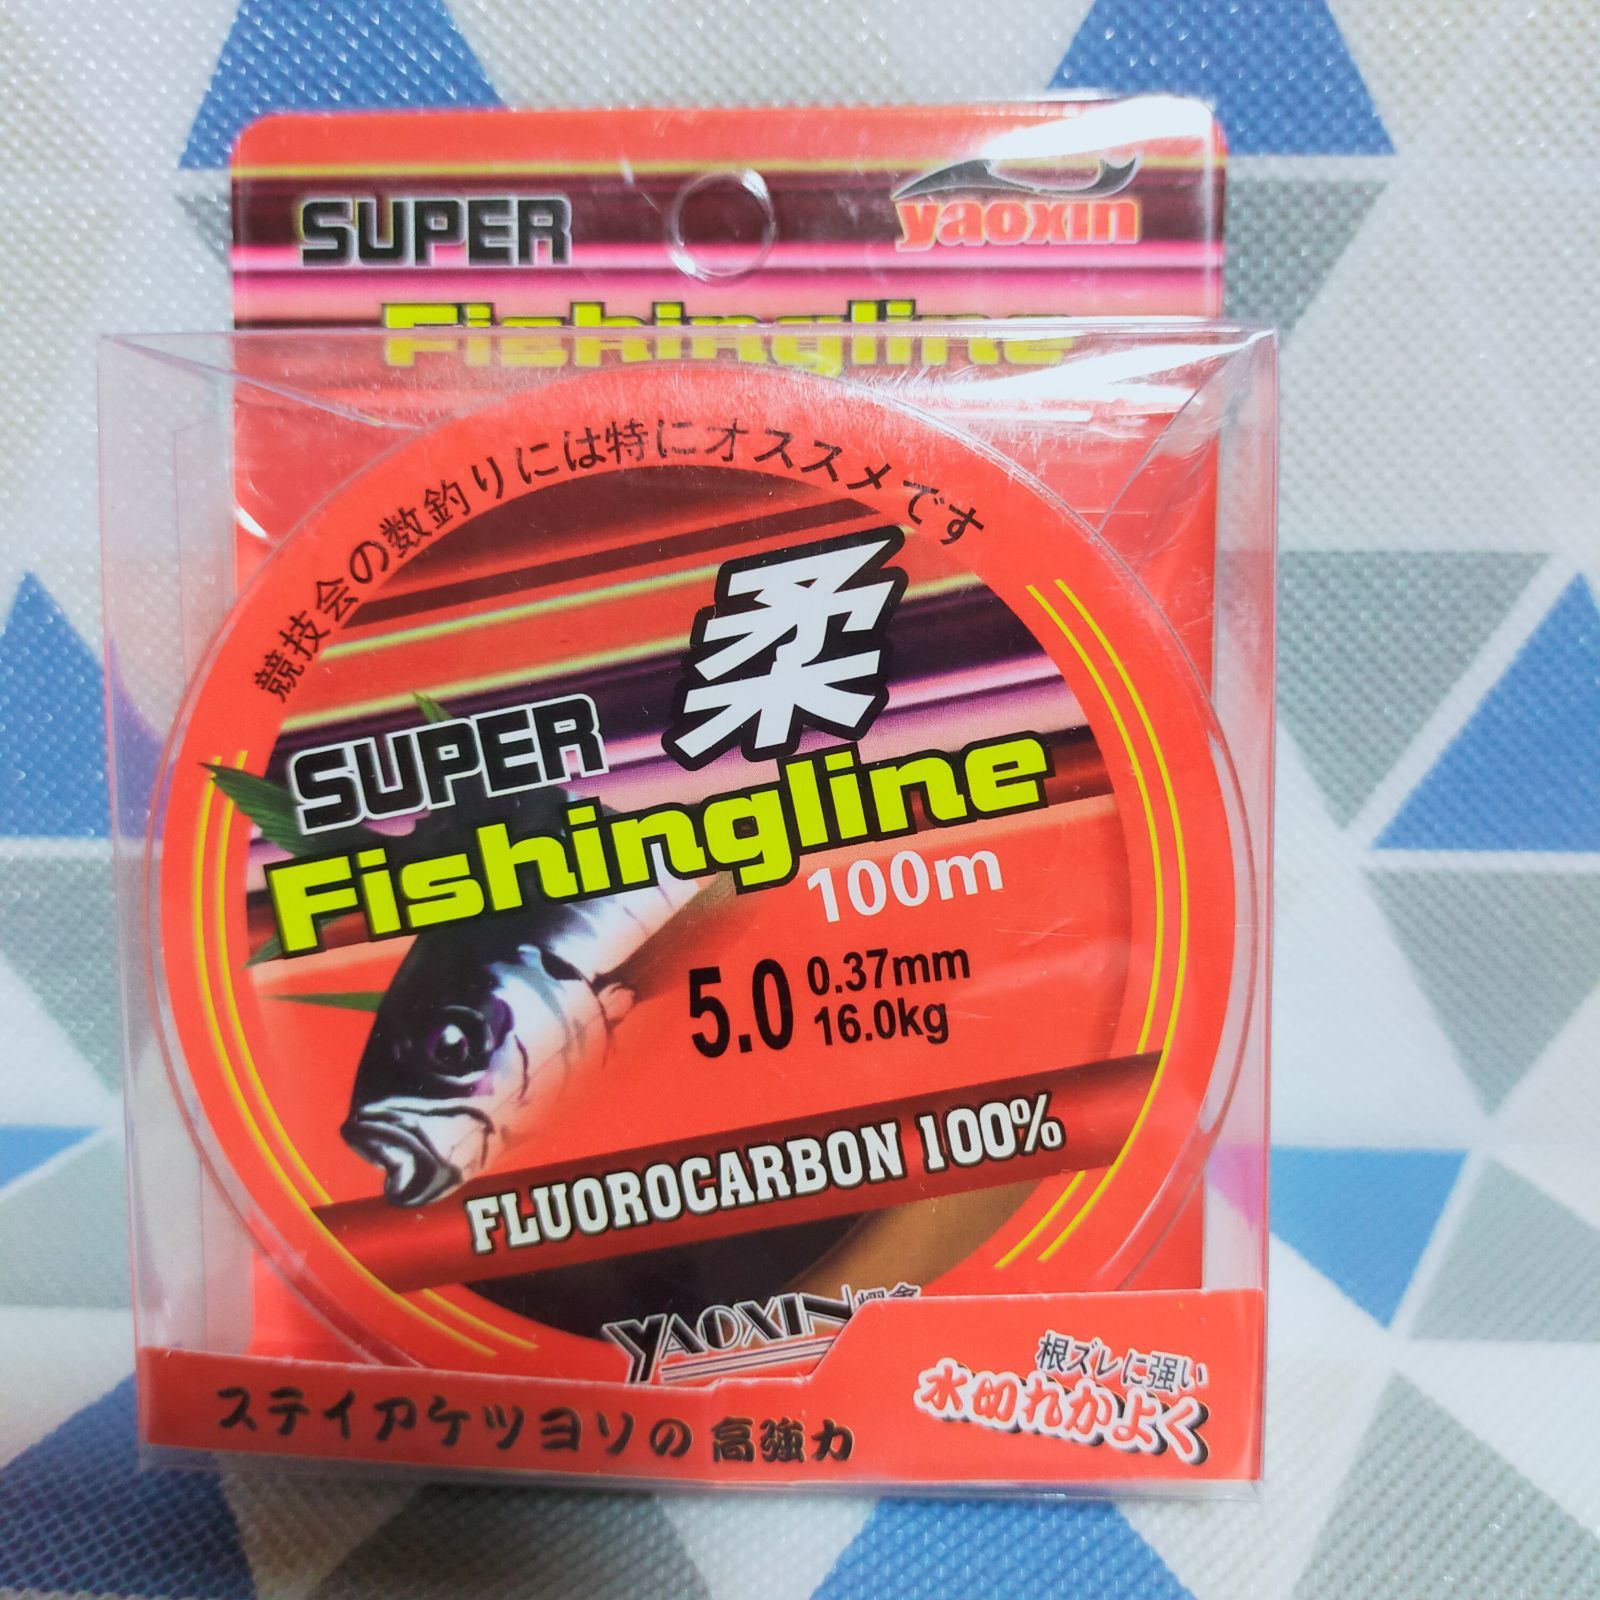 SUPER
yaoxin
Fishingline
競技会の数釣りには特にオススメです
柔
SUPER
Fishingline
100m
5.0 0.37mm
16.0kg
FLUOROCARBON 100%
YAOXIN
根ズレに強い
水切れかよく
ステイアケツヨソの 高強力